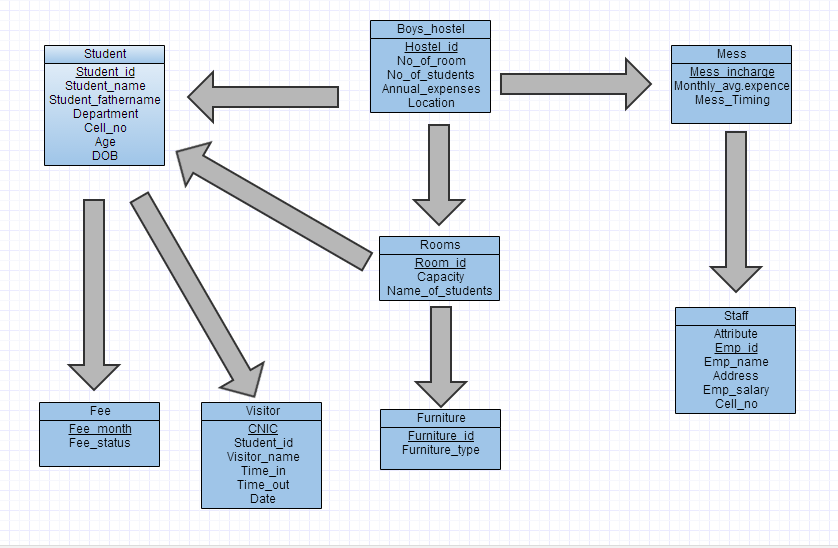 Boys_hostel
Hostel_id
No_of_room
No_of_students
Annual_expenses
Location
Student
Student_id
Student_name
Student_fathername
Department
Cell_no
Age
DOB
Mess
Mess_incharge
Monthly_avg.expence
Mess_Timing
Rooms
Room_id
Capacity
Name_of_students
Staff
Attribute
Emp_id
Emp_name
Address
Emp_salary
Cell_no
Fee
Fee_month
Fee_status
Visitor
CNIC
Student_id
Visitor_name
Time_in
Time_out
Date
Furniture
Furniture_id
Furniture_type